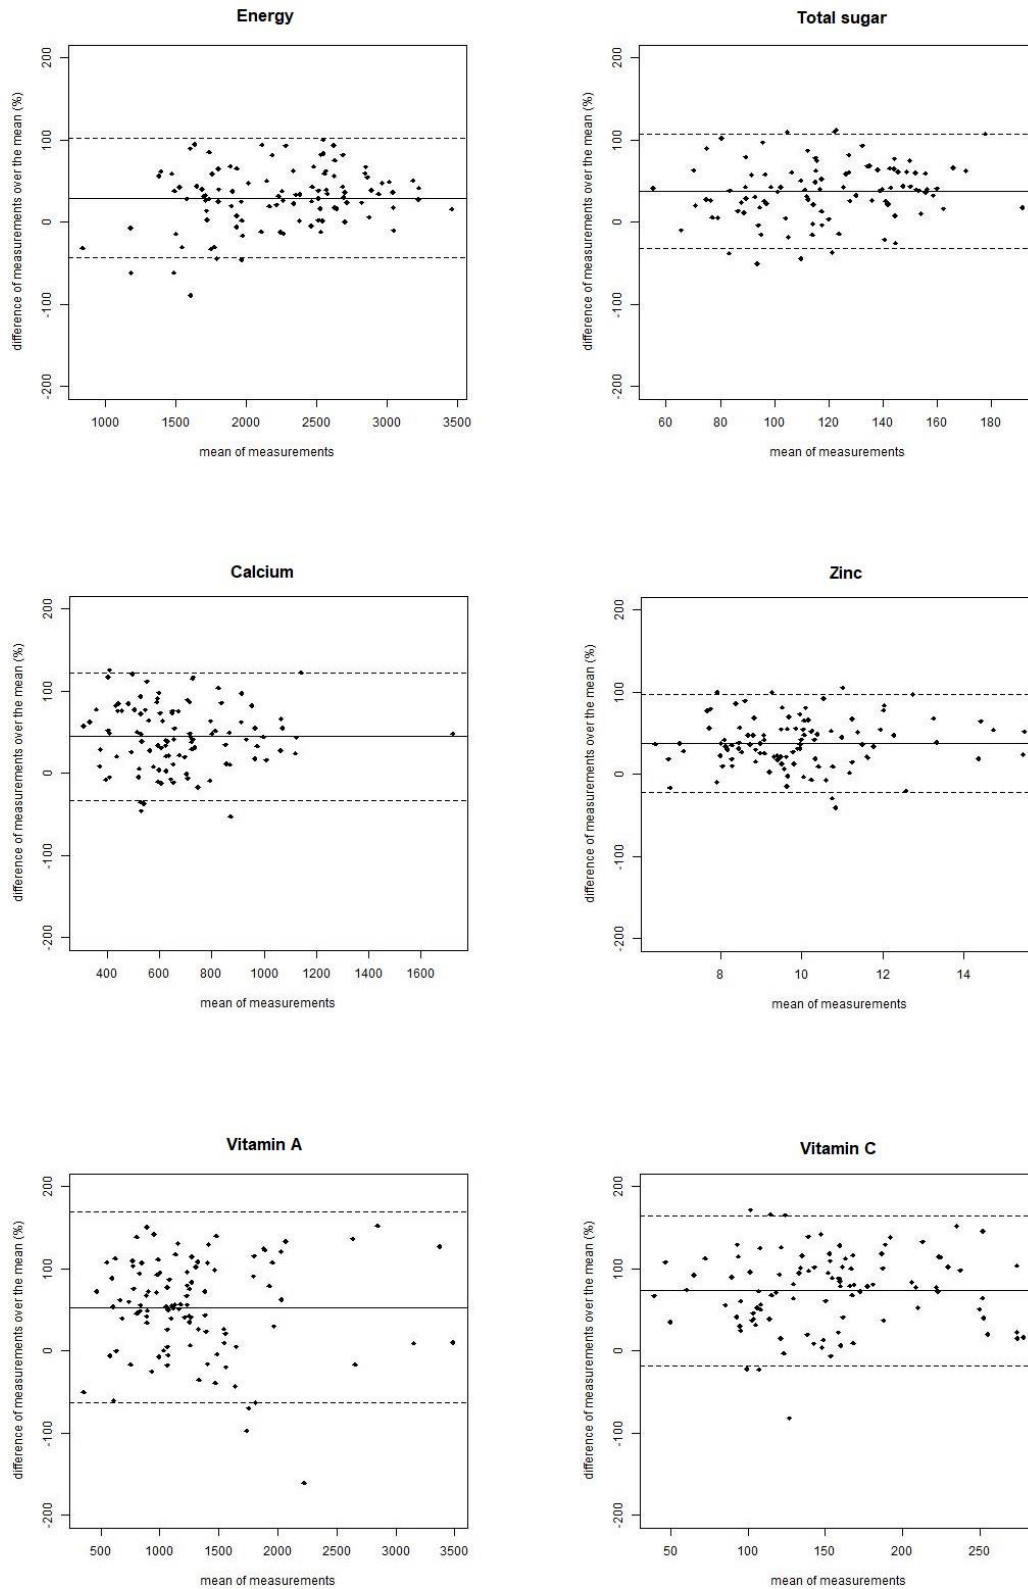 Energy
difference of measurements over the mean (%)
200
100
0
-100
-200
1000 1500 2000 2500 3000 3500
mean of measurements
Total sugar
difference of measurements over the mean (%)
200
100
0
-100
-200
60 80 100 120 140 160 180
mean of measurements
Calcium
difference of measurements over the mean (%)
200
100
0
-100
-200
400 600 800 1000 1200 1400 1600
mean of measurements
Zinc
difference of measurements over the mean (%)
200
100
0
-100
-200
8 10 12 14
mean of measurements
Vitamin A
difference of measurements over the mean (%)
200
100
0
-100
-200
500 1000 1500 2000 2500 3000 3500
mean of measurements
Vitamin C
difference of measurements over the mean (%)
200
100
0
-100
-200
50 100 150 200 250
mean of measurements